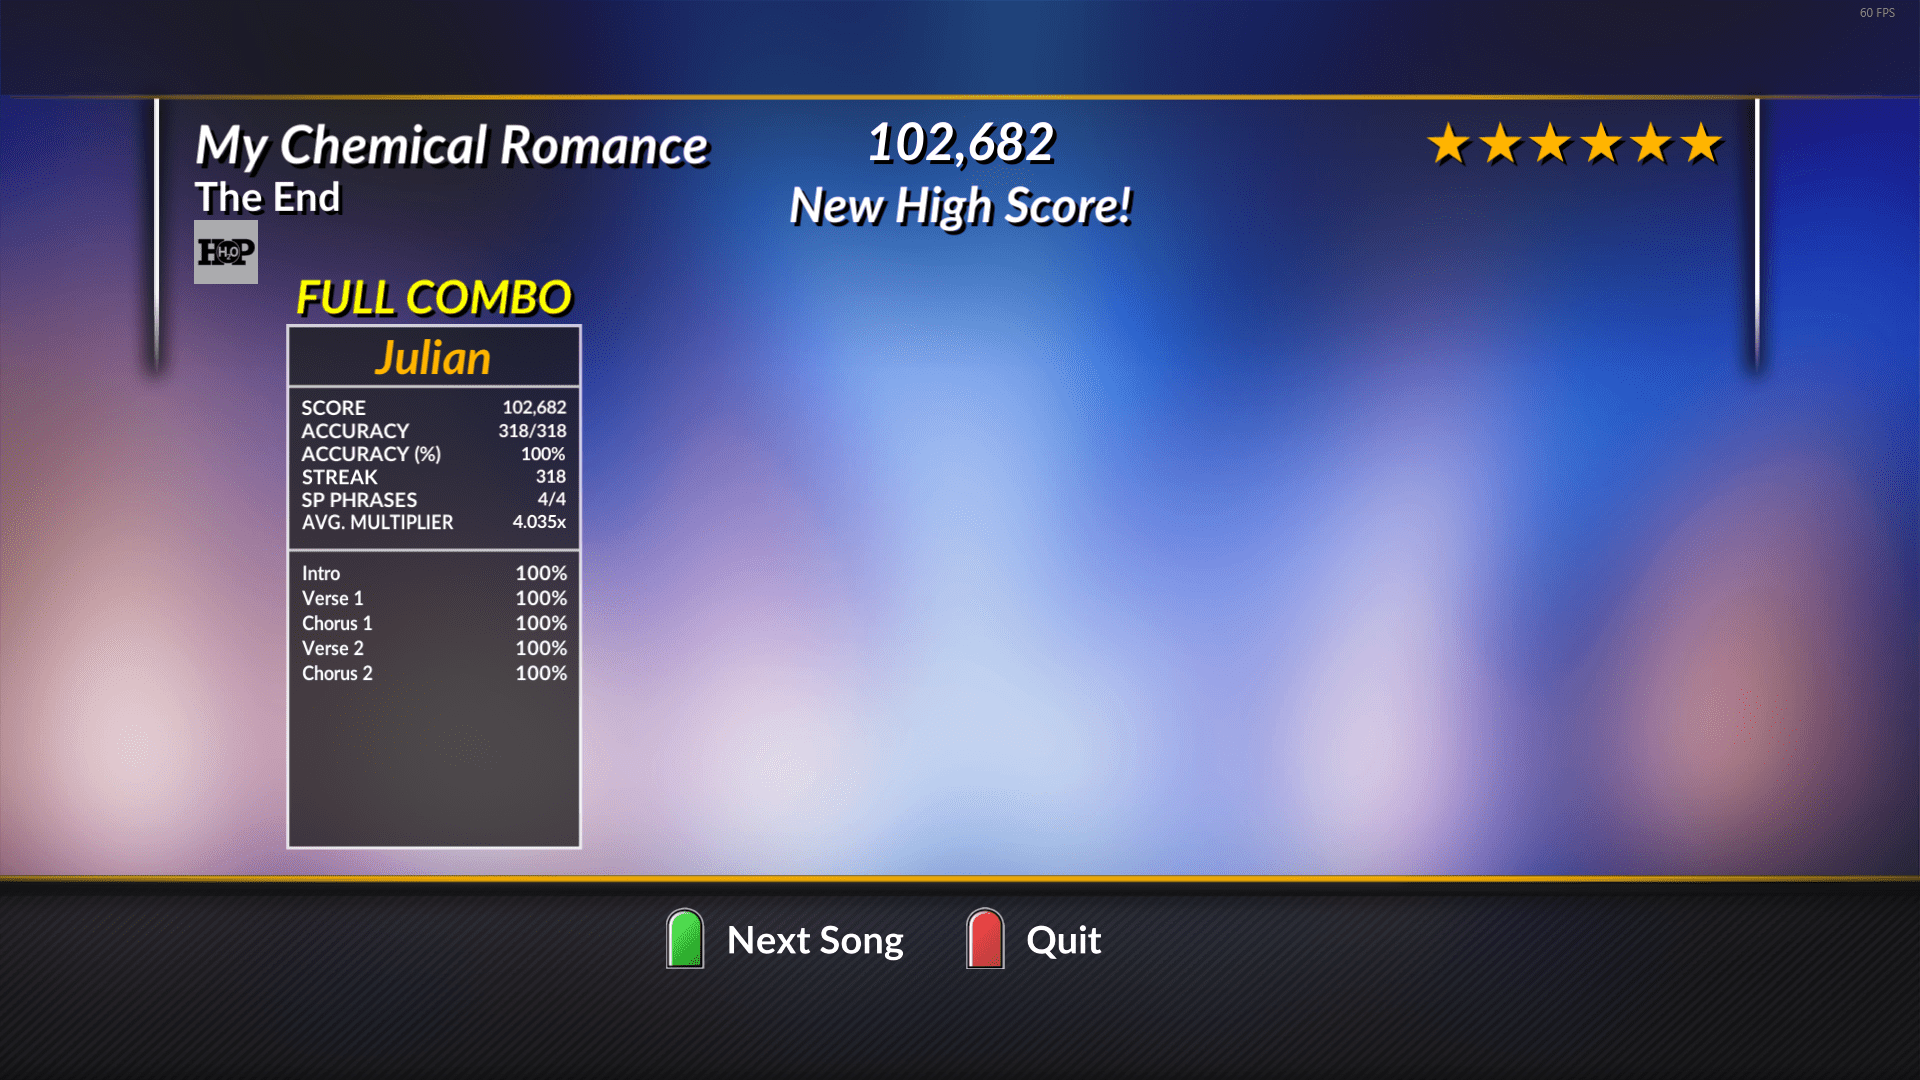 60 FPS
My Chemical Romance
102,682
The End
New High Score!
H H₂O P
FULL COMBO
Julian
SCORE 102,682
ACCURACY 318/318
ACCURACY (%) 100%
STREAK 318
SP PHRASES 4/4
AVG. MULTIPLIER 4.035x
Intro 100%
Verse 1 100%
Chorus 1 100%
Verse 2 100%
Chorus 2 100%
Next Song
Quit